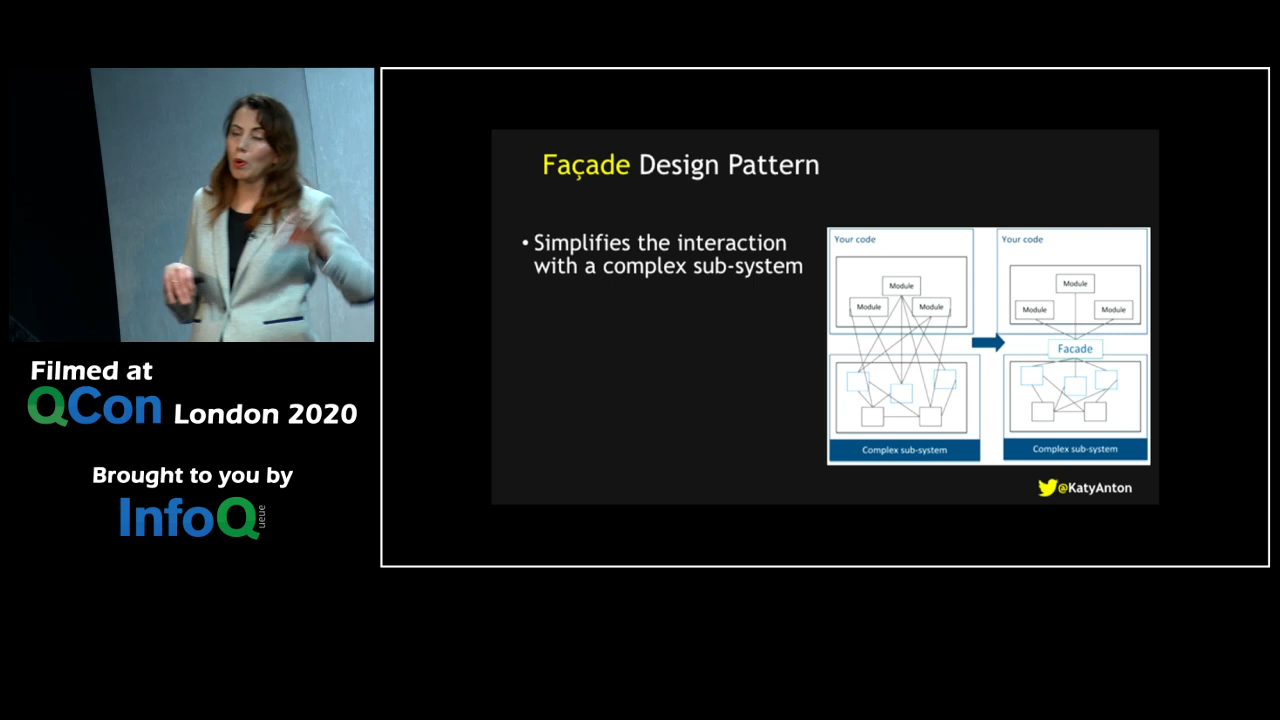 Façade Design Pattern
• Simplifies the interaction
with a complex sub-system
Your code
Module
Module
Module
Complex sub-system
Your code
Module
Module
Module
Facade
Complex sub-system
@KatyAnton
Filmed at
QCon London 2020
Brought to you by
InfoQ
ueue